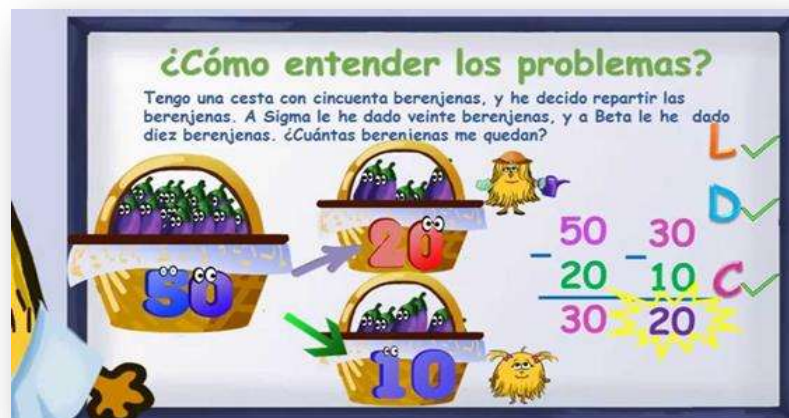 ¿Cómo entender los problemas?
Tengo una cesta con cincuenta berenjenas, y he decido repartir las
berenjenas. A Sigma le he dado veinte berenjenas, y a Beta le he dado
diez berenjenas. ¿Cuántas berenjenas me quedan?
L
D
C
50
20
10
50 30
- -
20 10
30 20